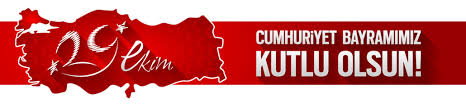 29 ekim
CUMHURİYET BAYRAMIMIZ
KUTLU OLSUN!